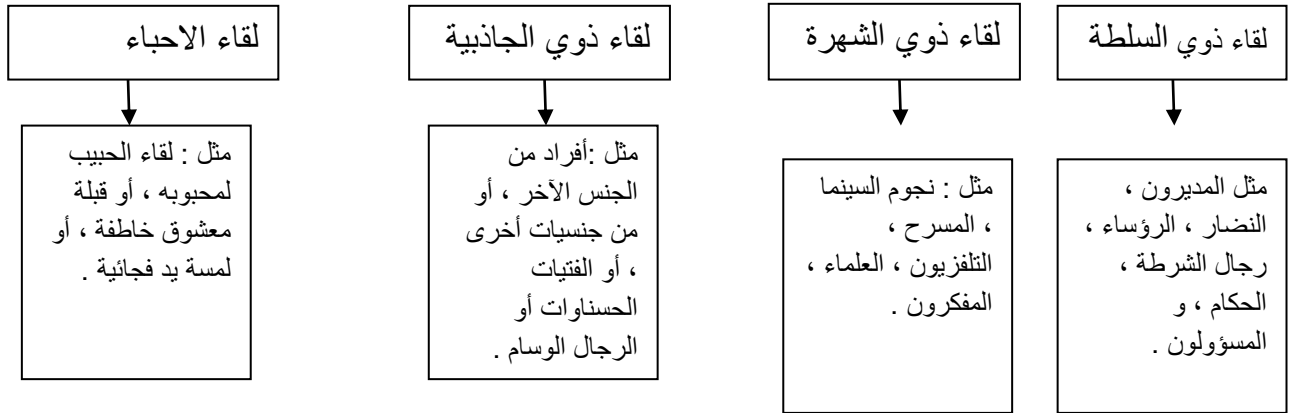 لقاء ذوي السلطة
لقاء ذوي الشهرة
لقاء ذوي الجاذبية
لقاء الاحباء
مثل المديرون ،
النضار ، الرؤساء ،
رجال الشرطة ،
الحكام ، و
المسؤولون .
مثل : نجوم السينما
، المسرح ،
التلفزيون ، العلماء ،
المفكرون .
مثل :أفراد من
الجنس الآخر ، أو
من جنسيات أخرى
، أو الفتيات
الحسناوات أو
الرجال الوسام .
مثل : لقاء الحبيب
لمحبوبه ، أو قبلة
معشوق خاطفة ، أو
لمسة يد فجائية .